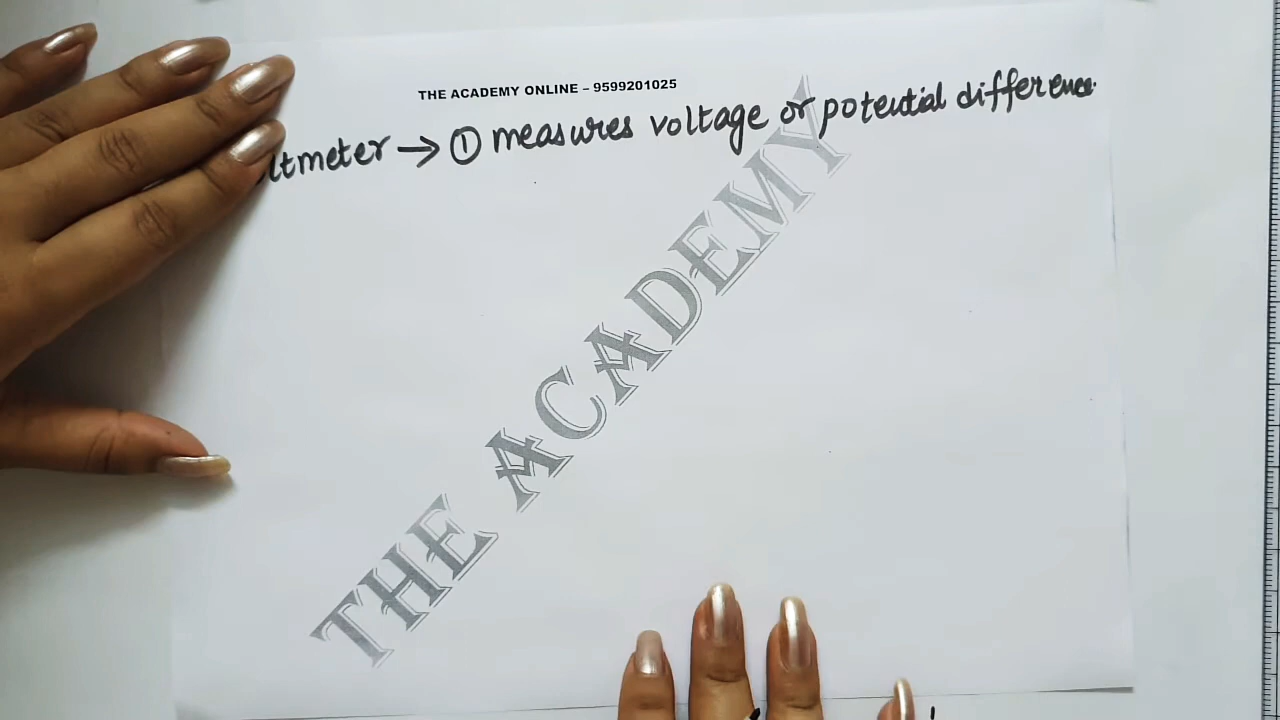 THE ACADEMY ONLINE – 9599201025
ltmeter → ① measures voltage or potential difference.
THE ACADEMY